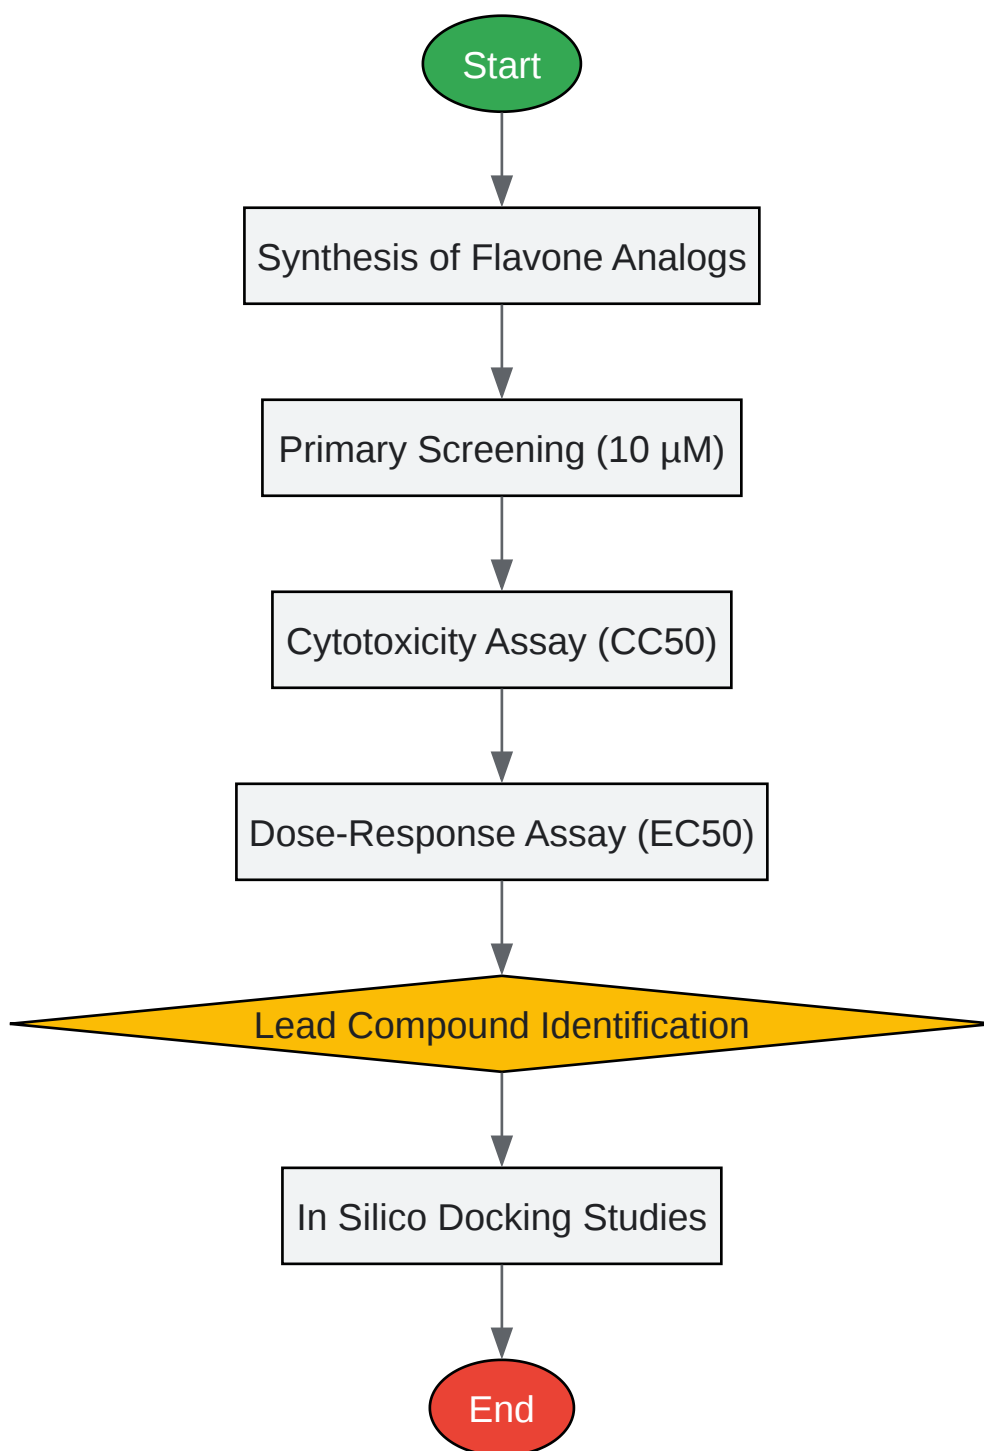 Start
Synthesis of Flavone Analogs
Primary Screening (10 µM)
Cytotoxicity Assay (CC50)
Dose-Response Assay (EC50)
Lead Compound Identification
In Silico Docking Studies
End